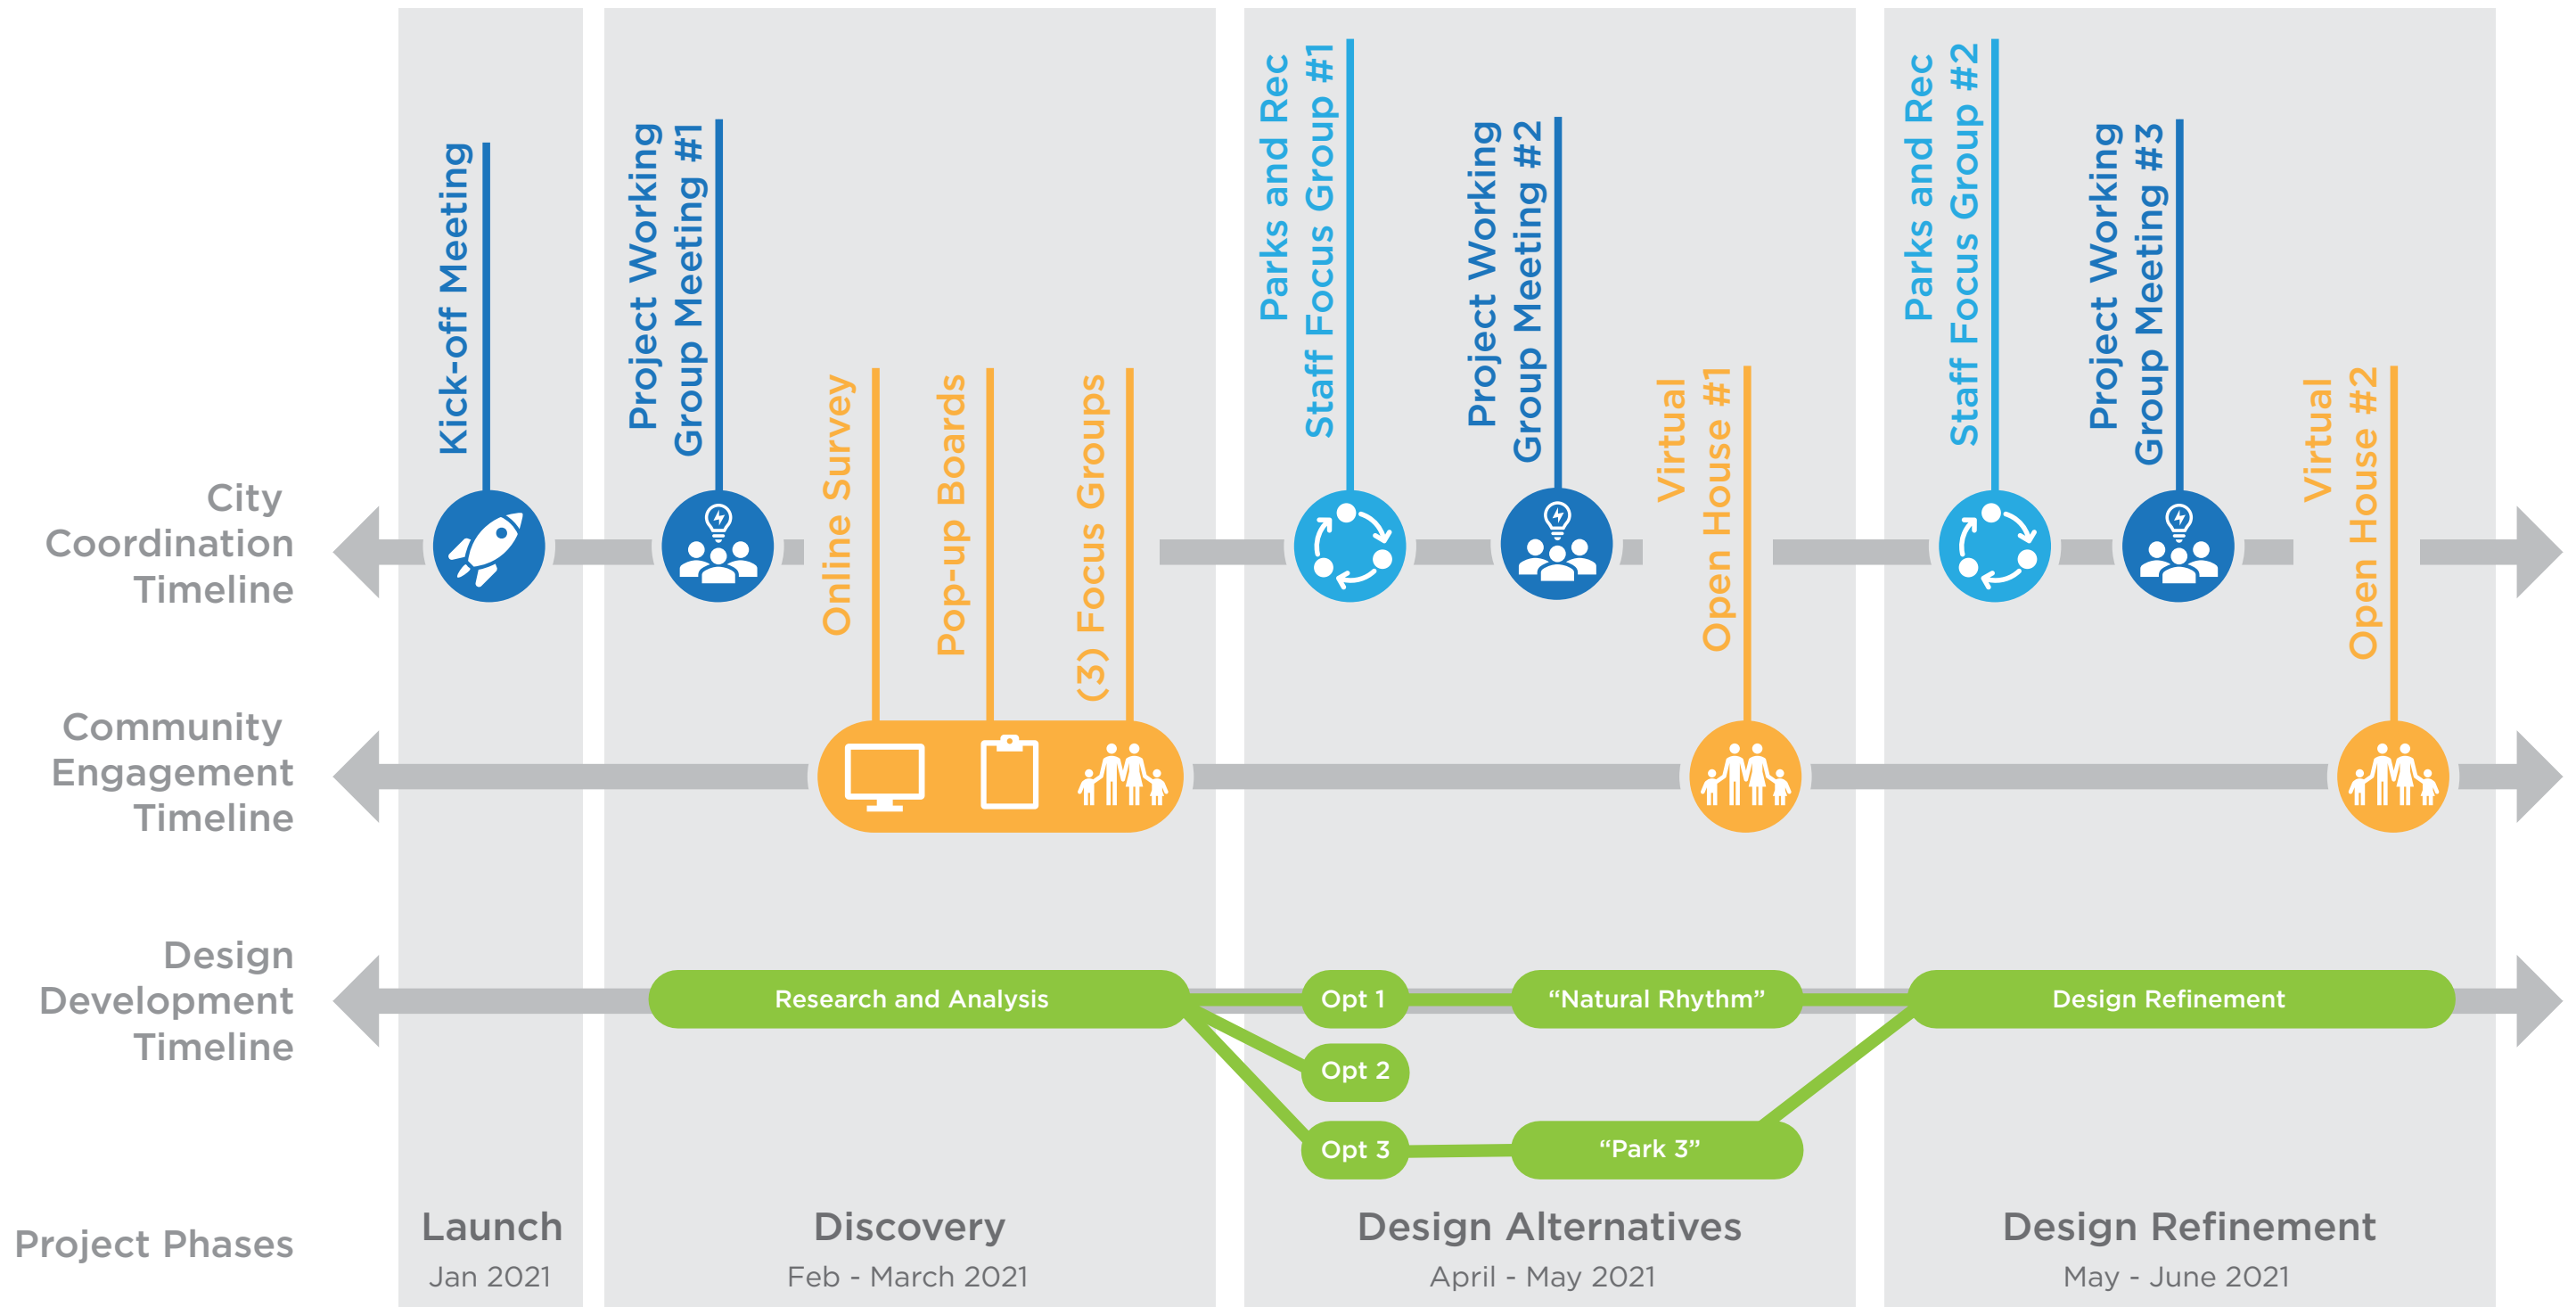 Kick-off Meeting
Project Working
Group Meeting #1
Online Survey
Pop-up Boards
(3) Focus Groups
Parks and Rec
Staff Focus Group #1
Project Working
Group Meeting #2
Virtual
Open House #1
Parks and Rec
Staff Focus Group #2
Project Working
Group Meeting #3
Virtual
Open House #2
City
Coordination
Timeline
Community
Engagement
Timeline
Design
Development
Timeline
Research and Analysis
Opt 1
“Natural Rhythm”
Design Refinement
Opt 2
Opt 3
“Park 3”
Project Phases
Launch
Jan 2021
Discovery
Feb - March 2021
Design Alternatives
April - May 2021
Design Refinement
May - June 2021